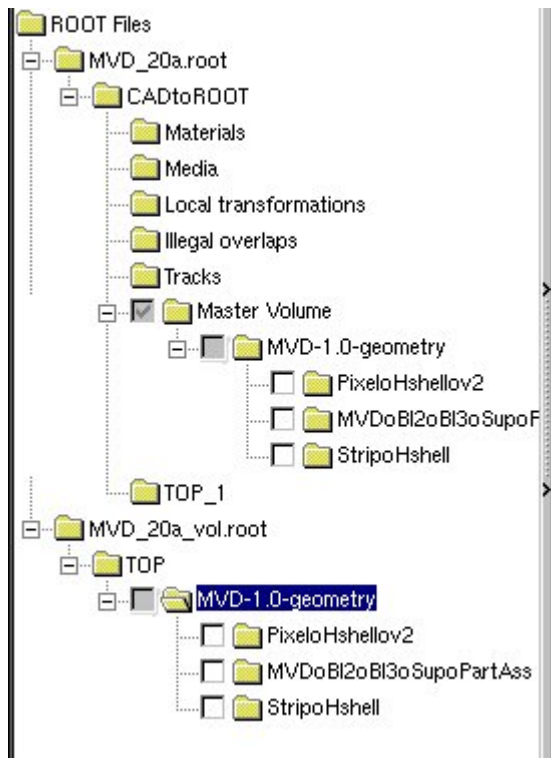 ROOT Files
MVD_20a.root
CADtoROOT
Materials
Media
Local transformations
Illegal overlaps
Tracks
Master Volume
MVD-1.0-geometry
PixeloHshellov2
MVDoBl2oBl3oSupoF
StripoHshell
TOP_1
MVD_20a_vol.root
TOP
MVD-1.0-geometry
PixeloHshellov2
MVDoBl2oBl3oSupoPartAss
StripoHshell